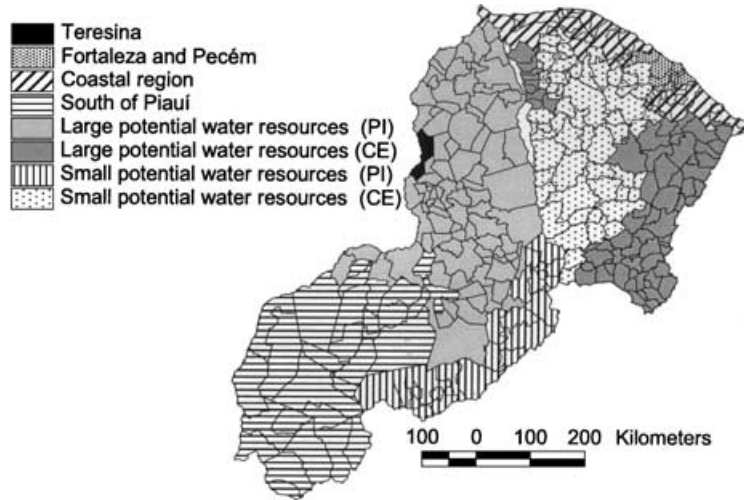 Teresina
Fortaleza and Pecém
Coastal region
South of Piauí
Large potential water resources (PI)
Large potential water resources (CE)
Small potential water resources (PI)
Small potential water resources (CE)
100 0 100 200 Kilometers